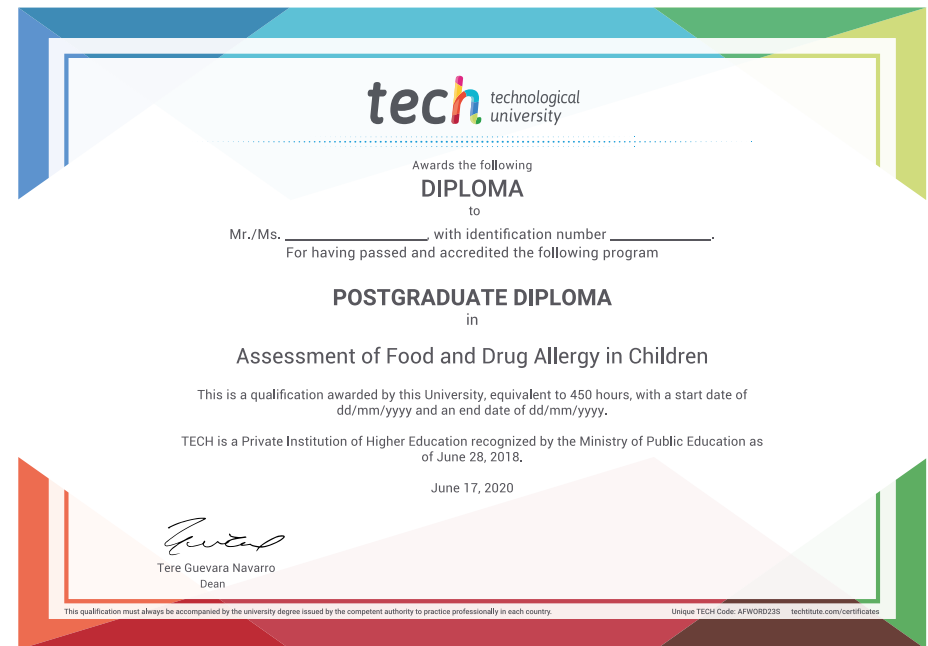 tech technological
university
Awards the following
DIPLOMA
to
Mr./Ms. ____________________, with identification number ______________.
For having passed and accredited the following program
POSTGRADUATE DIPLOMA
in
Assessment of Food and Drug Allergy in Children
This is a qualification awarded by this University, equivalent to 450 hours, with a start date of
dd/mm/yyyy and an end date of dd/mm/yyyy.
TECH is a Private Institution of Higher Education recognized by the Ministry of Public Education as
of June 28, 2018.
June 17, 2020
Tere Guevara Navarro
Dean
This qualification must always be accompanied by the university degree issued by the competent authority to practice professionally in each country.
Unique TECH Code: AFWORD23S techtitute.com/certificates